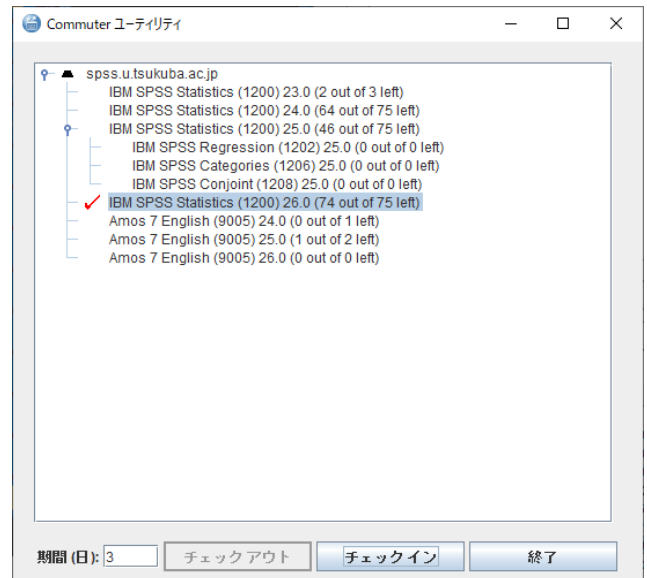 Commuter ユーティリティ
spss.u.tsukuba.ac.jp
IBM SPSS Statistics (1200) 23.0 (2 out of 3 left)
IBM SPSS Statistics (1200) 24.0 (64 out of 75 left)
IBM SPSS Statistics (1200) 25.0 (46 out of 75 left)
IBM SPSS Regression (1202) 25.0 (0 out of 0 left)
IBM SPSS Categories (1206) 25.0 (0 out of 0 left)
IBM SPSS Conjoint (1208) 25.0 (0 out of 0 left)
IBM SPSS Statistics (1200) 26.0 (74 out of 75 left)
Amos 7 English (9005) 24.0 (0 out of 1 left)
Amos 7 English (9005) 25.0 (1 out of 2 left)
Amos 7 English (9005) 26.0 (0 out of 0 left)
期間 (日): 3 チェックアウト チェックイン 終了